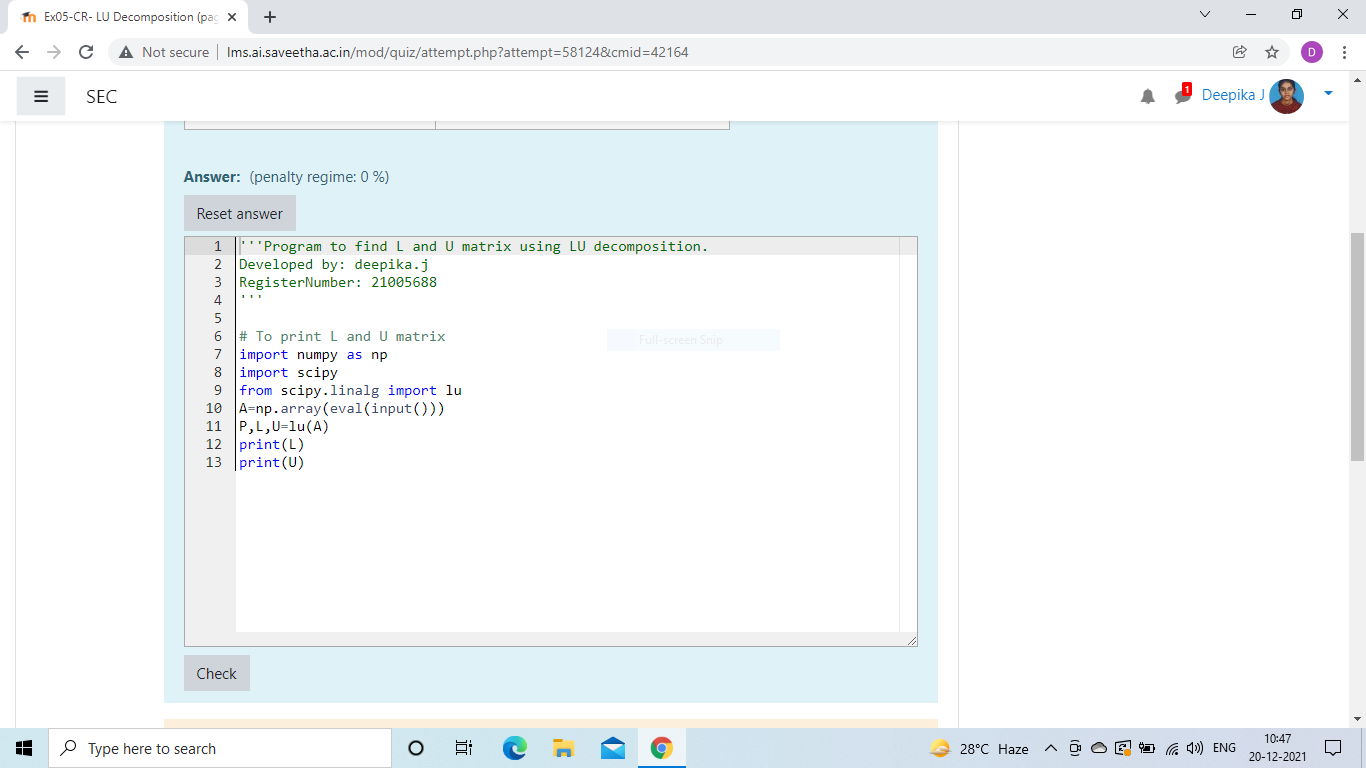 Ex05-CR- LU Decomposition (pag
Not secure
lms.ai.saveetha.ac.in/mod/quiz/attempt.php?attempt=58124&cmid=42164
D
SEC
1
Deepika J
Answer: (penalty regime: 0 %)
Reset answer
1 '''Program to find L and U matrix using LU decomposition.
2 Developed by: deepika.j
3 RegisterNumber: 21005688
4 '''
5
6 # To print L and U matrix
7 import numpy as np
8 import scipy
9 from scipy.linalg import lu
10 A=np.array(eval(input()))
11 P,L,U=lu(A)
12 print(L)
13 print(U)
Full-screen Snip
Check
Type here to search
28°C Haze
ENG
10:47
20-12-2021